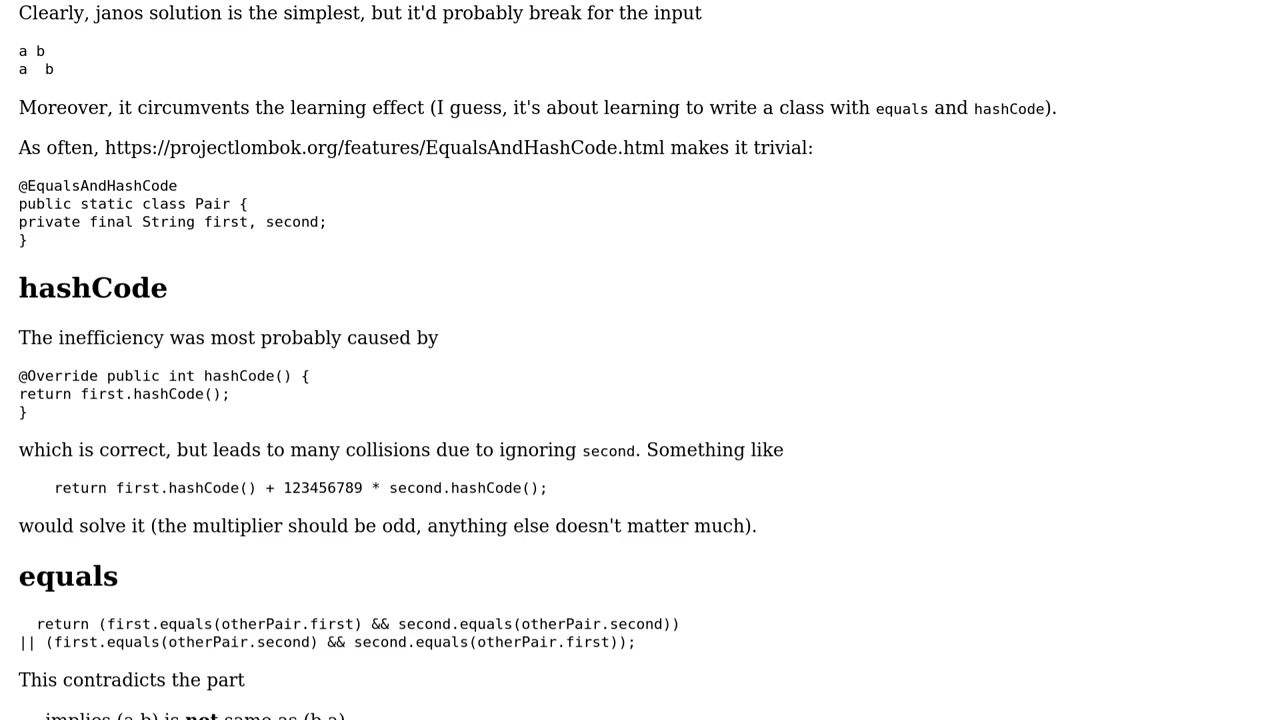 Clearly, janos solution is the simplest, but it'd probably break for the input
a b
a  b
Moreover, it circumvents the learning effect (I guess, it's about learning to write a class with equals and hashCode).
As often, https://projectlombok.org/features/EqualsAndHashCode.html makes it trivial:
@EqualsAndHashCode
public static class Pair {
private final String first, second;
}
hashCode
The inefficiency was most probably caused by
@Override public int hashCode() {
return first.hashCode();
}
which is correct, but leads to many collisions due to ignoring second. Something like
    return first.hashCode() + 123456789 * second.hashCode();
would solve it (the multiplier should be odd, anything else doesn't matter much).
equals
  return (first.equals(otherPair.first) && second.equals(otherPair.second))
|| (first.equals(otherPair.second) && second.equals(otherPair.first));
This contradicts the part
implies (a,b) is not same as (b,a)